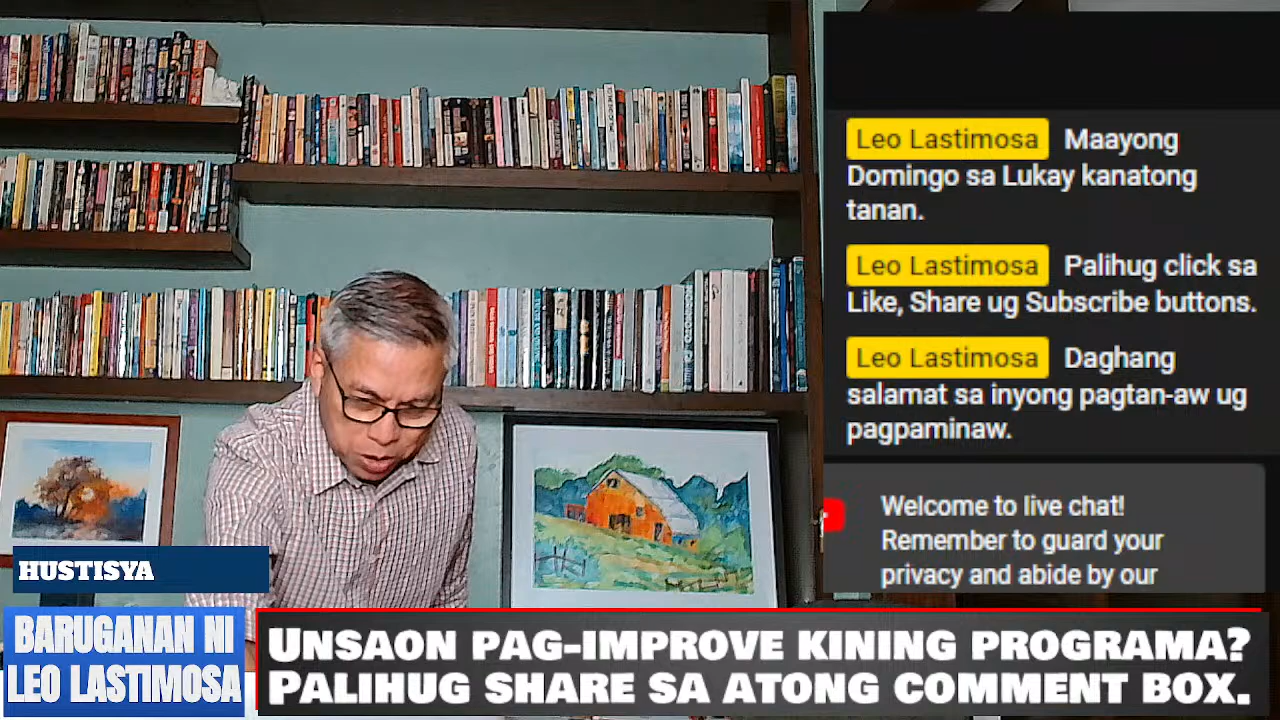 Leo Lastimosa Maayong
Domingo sa Lukay kanatong
tanan.
Leo Lastimosa Palihug click sa
Like, Share ug Subscribe buttons.
Leo Lastimosa Daghang
salamat sa inyong pagtan-aw ug
pagpaminaw.
Welcome to live chat!
Remember to guard your
privacy and abide by our
HUSTISYA
BARUGANAN NI
LEO LASTIMOSA
UNSAON PAG-IMPROVE KINING PROGRAMA?
PALIHUG SHARE SA ATONG COMMENT BOX.